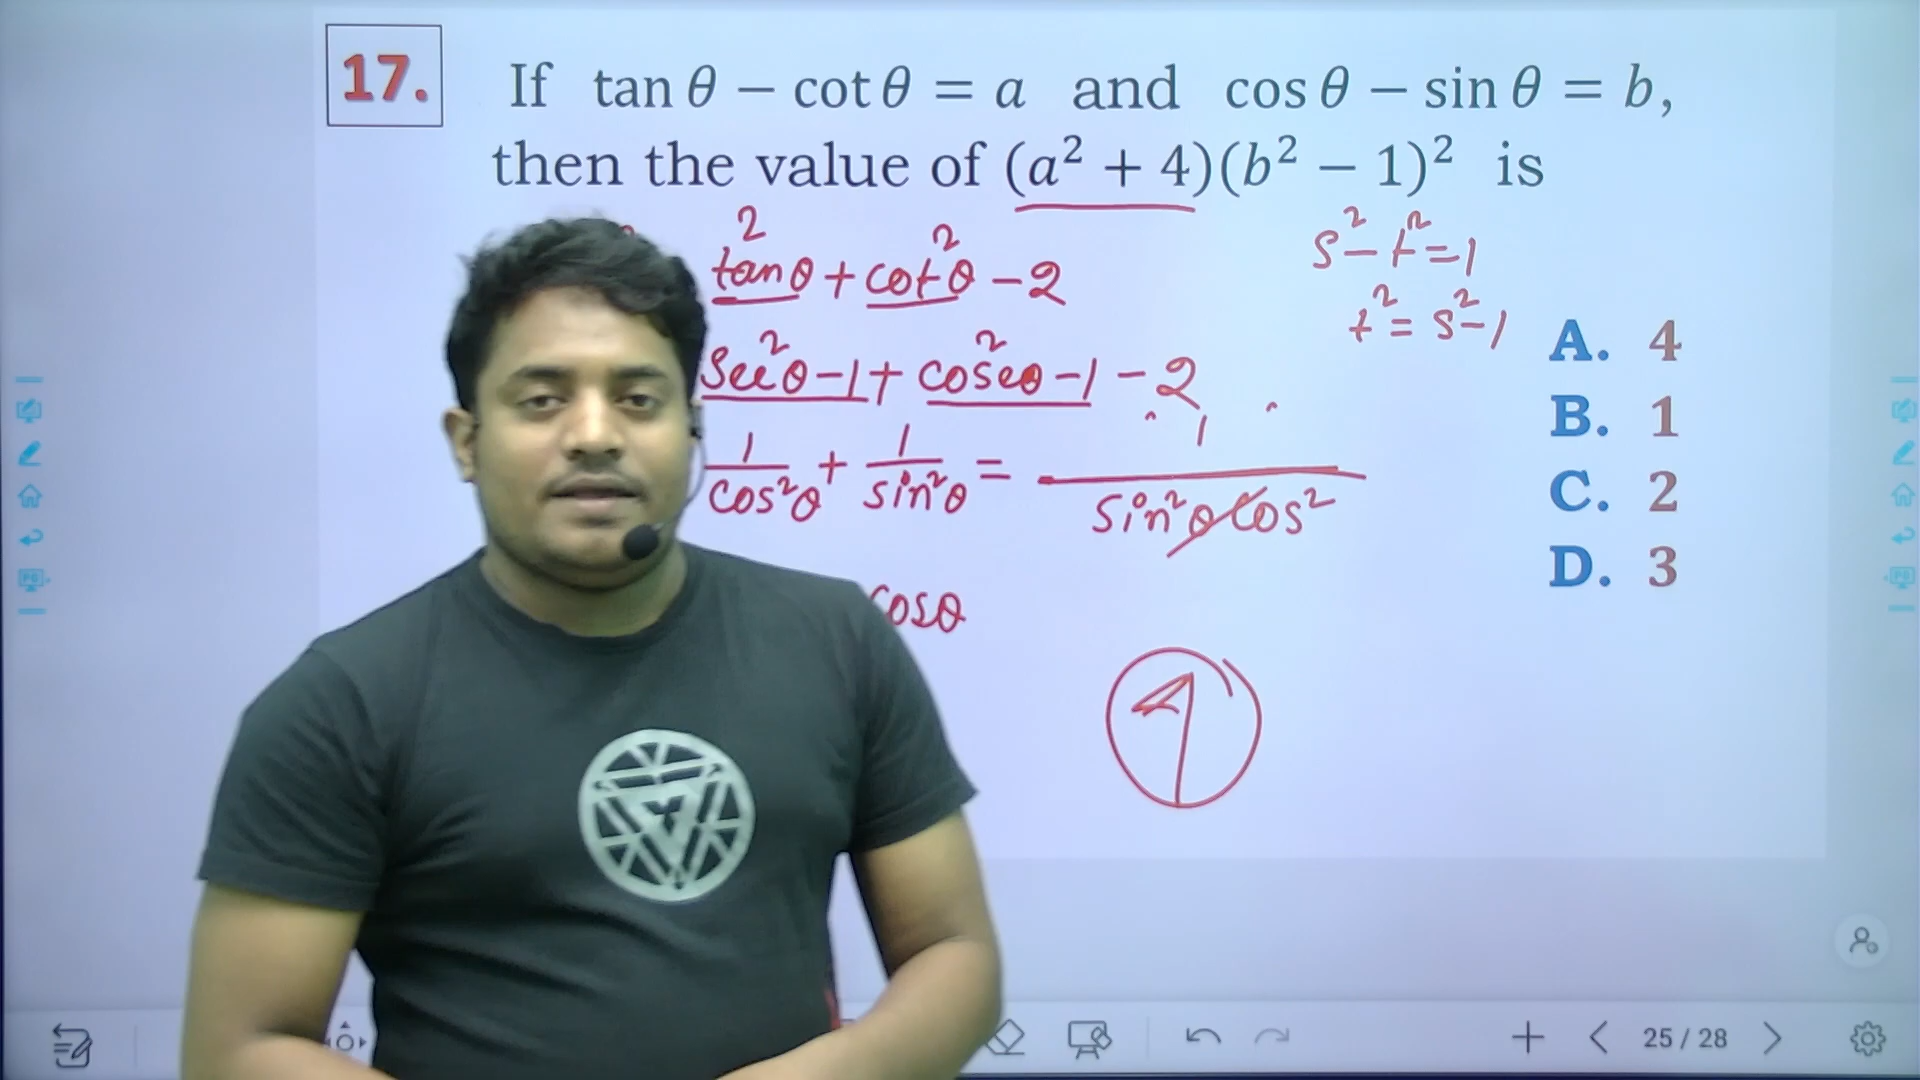 17. If tan θ − cot θ = a and cos θ − sin θ = b,
then the value of (a² + 4)(b² − 1)² is
tan²θ + cot²θ − 2
sec²θ − 1 + cosec²θ − 1 − 2
1/cos²θ + 1/sin²θ = 1/sin²θ cos²
cosθ
s² − t² = 1
t² = s² − 1
A. 4
B. 1
C. 2
D. 3
25 / 28